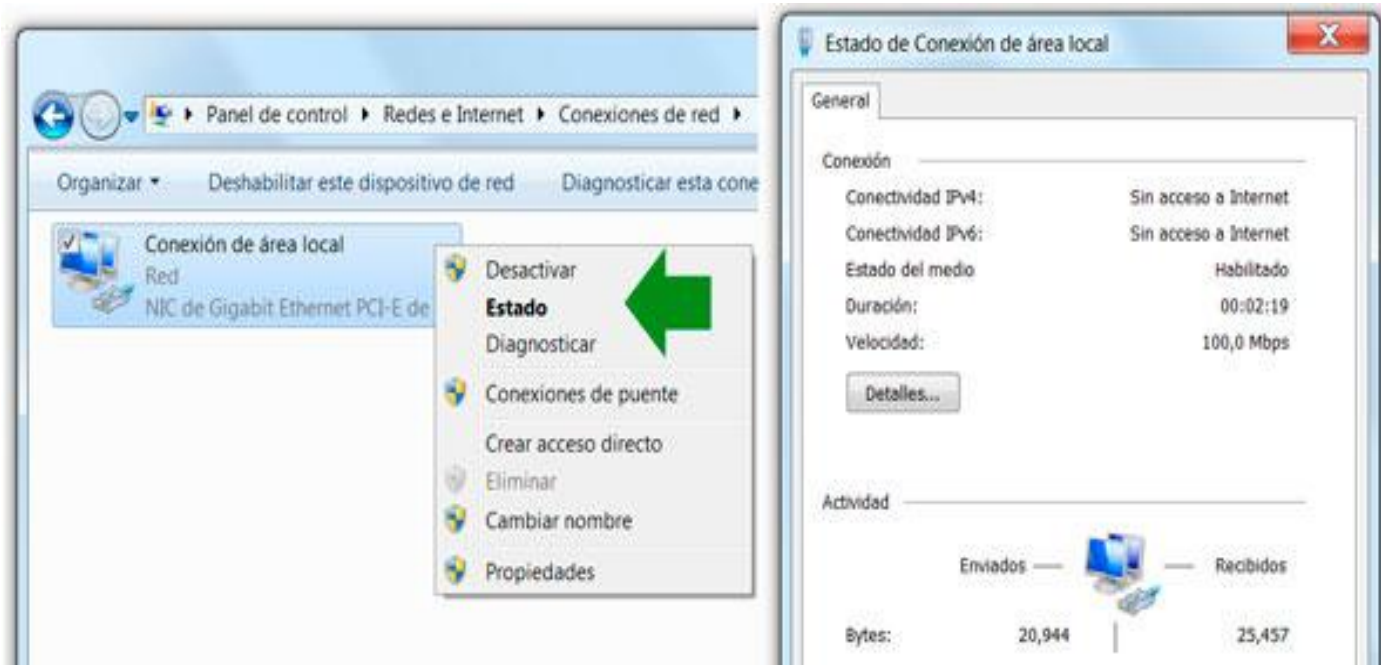 Panel de control Redes e Internet Conexiones de red
Organizar Deshabilitar este dispositivo de red Diagnosticar esta cone
Conexión de área local
Red
NIC de Gigabit Ethernet PCI-E de
Desactivar
Estado
Diagnosticar
Conexiones de puente
Crear acceso directo
Eliminar
Cambiar nombre
Propiedades
Estado de Conexión de área local
General
Conexión
Conectividad IPv4: Sin acceso a Internet
Conectividad IPv6: Sin acceso a Internet
Estado del medio Habilitado
Duración: 00:02:19
Velocidad: 100,0 Mbps
Detalles...
Actividad
Enviados Recibidos
Bytes: 20,944 25,457